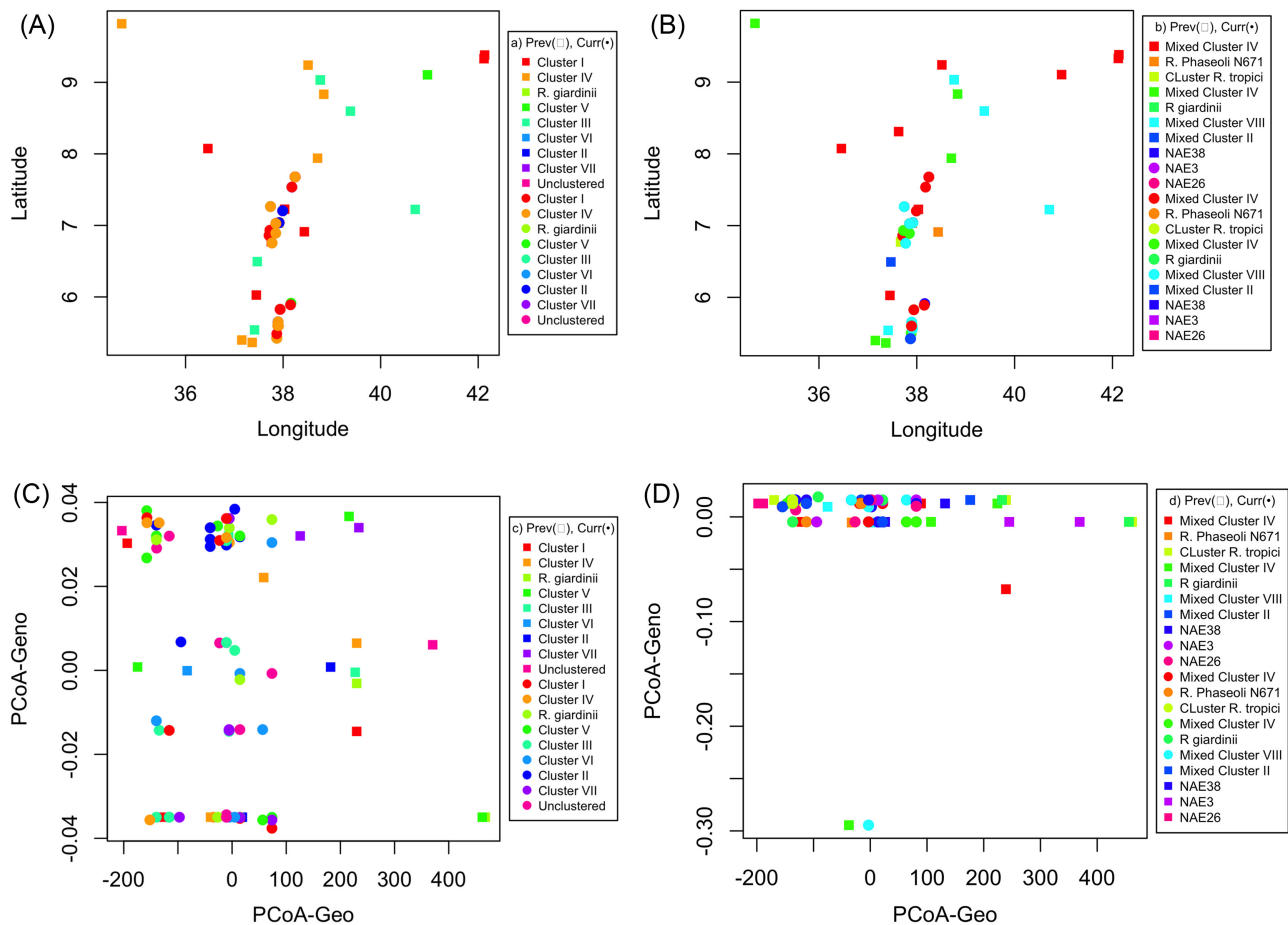 (A)
Latitude
9
8
7
6
36 38 40 42
Longitude
a) Prev(□), Curr(•)
Cluster I
Cluster IV
R. giardinii
Cluster V
Cluster III
Cluster VI
Cluster II
Cluster VII
Unclustered
Cluster I
Cluster IV
R. giardinii
Cluster V
Cluster III
Cluster VI
Cluster II
Cluster VII
Unclustered
(B)
Latitude
9
8
7
6
36 38 40 42
Longitude
b) Prev(□), Curr(•)
Mixed Cluster IV
R. Phaseoli N671
CLuster R. tropici
Mixed Cluster IV
R giardinii
Mixed Cluster VIII
Mixed Cluster II
NAE38
NAE3
NAE26
Mixed Cluster IV
R. Phaseoli N671
CLuster R. tropici
Mixed Cluster IV
R giardinii
Mixed Cluster VIII
Mixed Cluster II
NAE38
NAE3
NAE26
(C)
PCoA-Geno
0.04
0.02
0.00
-0.02
-0.04
-200 0 100 200 300 400
PCoA-Geo
c) Prev(□), Curr(•)
Cluster I
Cluster IV
R. giardinii
Cluster V
Cluster III
Cluster VI
Cluster II
Cluster VII
Unclustered
Cluster I
Cluster IV
R. giardinii
Cluster V
Cluster III
Cluster VI
Cluster II
Cluster VII
Unclustered
(D)
PCoA-Geno
0.00
-0.10
-0.20
-0.30
-200 0 100 200 300 400
PCoA-Geo
d) Prev(□), Curr(•)
Mixed Cluster IV
R. Phaseoli N671
CLuster R. tropici
Mixed Cluster IV
R giardinii
Mixed Cluster VIII
Mixed Cluster II
NAE38
NAE3
NAE26
Mixed Cluster IV
R. Phaseoli N671
CLuster R. tropici
Mixed Cluster IV
R giardinii
Mixed Cluster VIII
Mixed Cluster II
NAE38
NAE3
NAE26